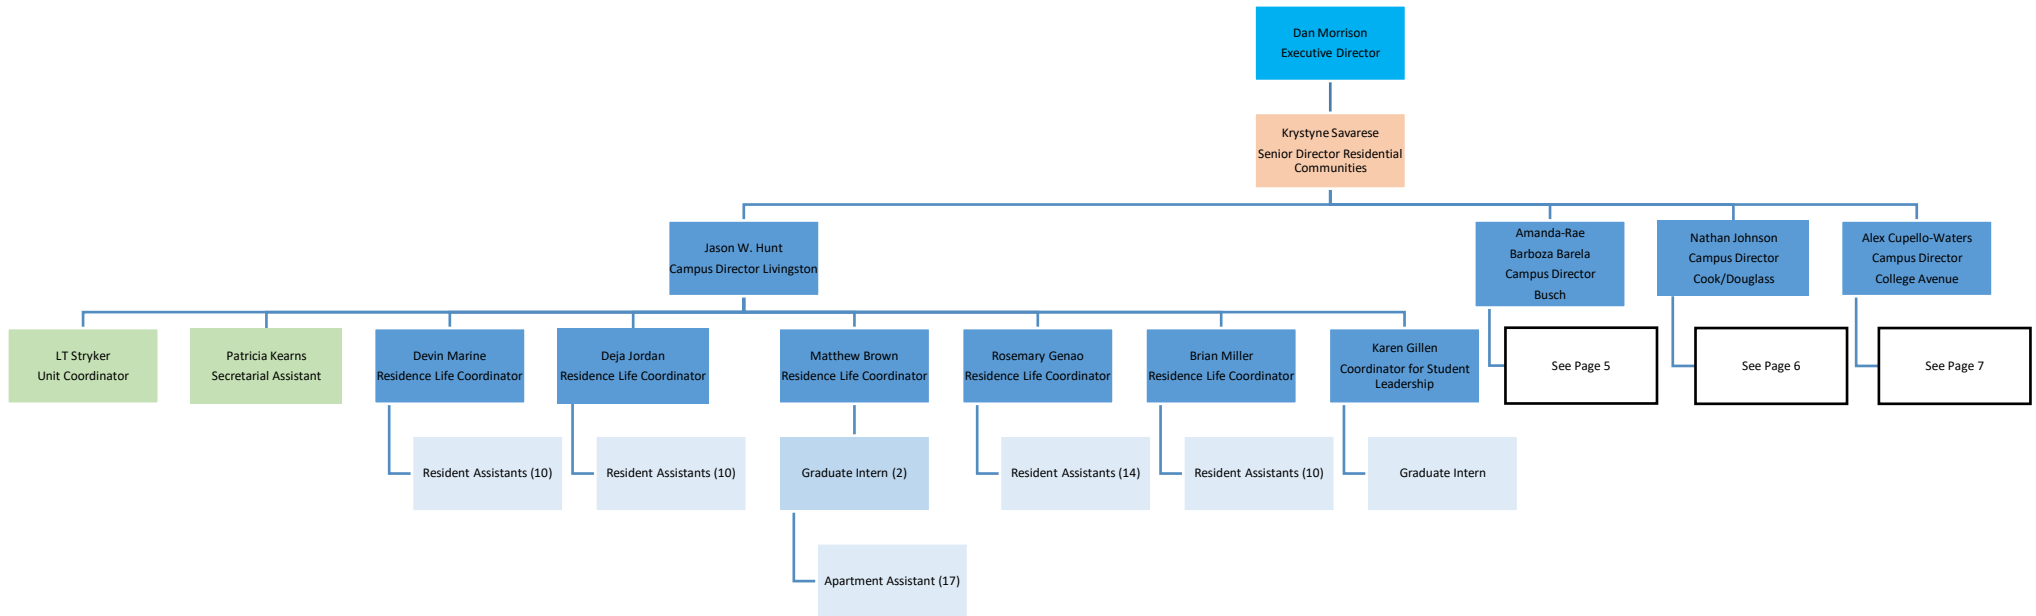 Dan Morrison
Executive Director
Krystyne Savarese
Senior Director Residential
Communities
Jason W. Hunt
Campus Director Livingston
Amanda-Rae
Barboza Barela
Campus Director
Busch
Nathan Johnson
Campus Director
Cook/Douglass
Alex Cupello-Waters
Campus Director
College Avenue
LT Stryker
Unit Coordinator
Patricia Kearns
Secretarial Assistant
Devin Marine
Residence Life Coordinator
Deja Jordan
Residence Life Coordinator
Matthew Brown
Residence Life Coordinator
Rosemary Genao
Residence Life Coordinator
Brian Miller
Residence Life Coordinator
Karen Gillen
Coordinator for Student
Leadership
See Page 5
See Page 6
See Page 7
Resident Assistants (10)
Resident Assistants (10)
Graduate Intern (2)
Resident Assistants (14)
Resident Assistants (10)
Graduate Intern
Apartment Assistant (17)